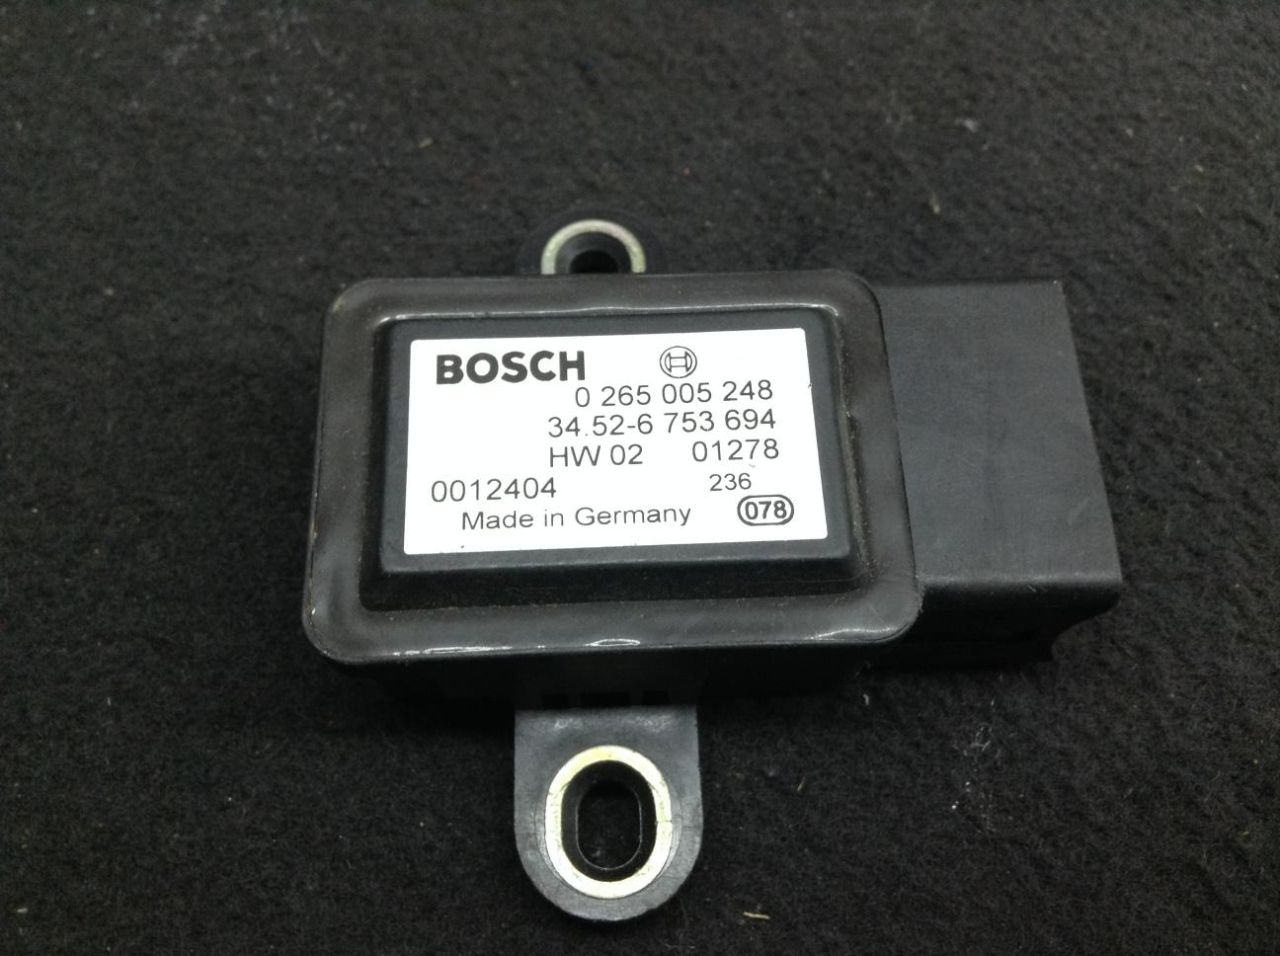 BOSCH
0 265 005 248
34.52-6 753 694
HW 02 01278
0012404 236
Made in Germany 078